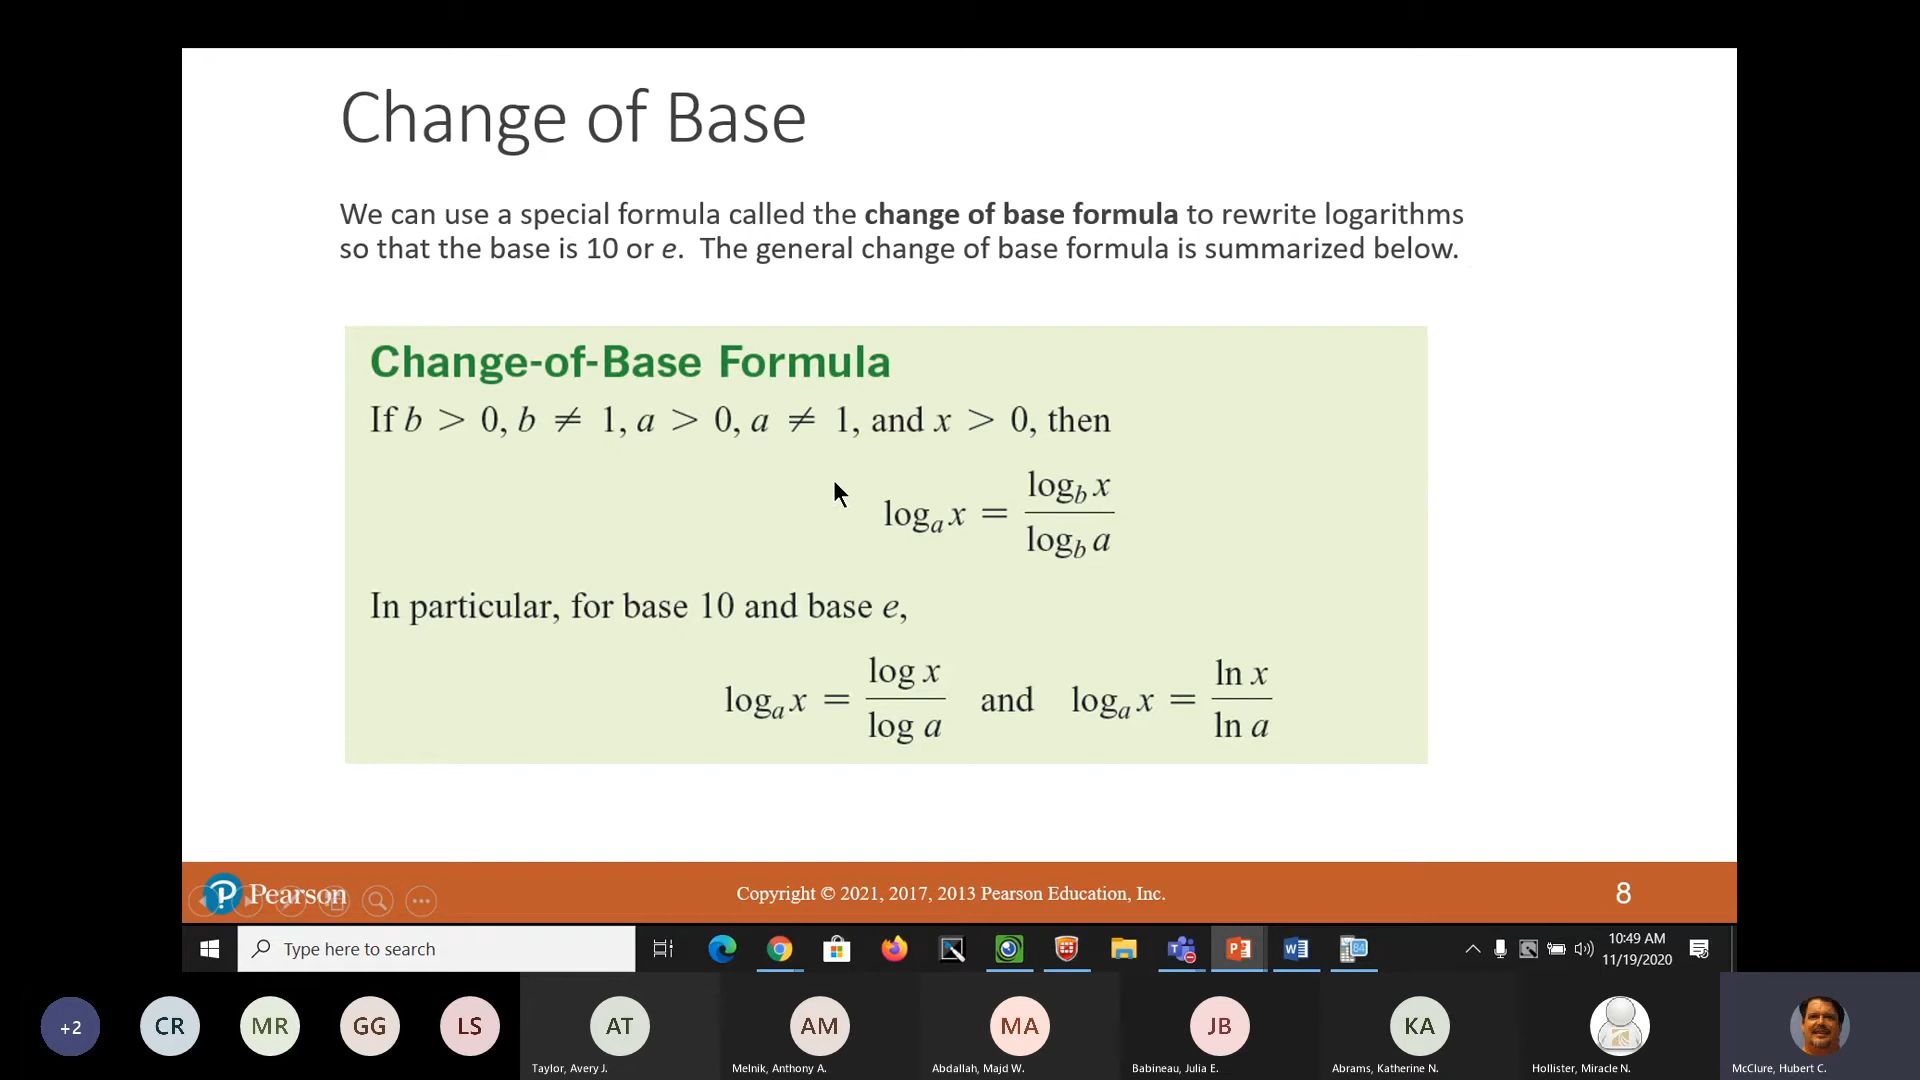 Change of Base
We can use a special formula called the change of base formula to rewrite logarithms
so that the base is 10 or e. The general change of base formula is summarized below.
Change-of-Base Formula
If b > 0, b ≠ 1, a > 0, a ≠ 1, and x > 0, then
logₐ x = log_b x / log_b a
In particular, for base 10 and base e,
logₐ x = log x / log a and logₐ x = ln x / ln a
Pearson
Copyright © 2021, 2017, 2013 Pearson Education, Inc.
8
Type here to search
10:49 AM
11/19/2020
+2 CR MR GG LS AT AM MA JB KA
Taylor, Avery J. Melnik, Anthony A. Abdallah, Majd W. Babineau, Julia E. Abrams, Katherine N. Hollister, Miracle N. McClure, Hubert C.